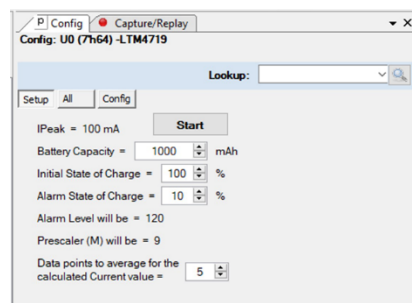 P Config Capture/Replay
Config: U0 (7'h64) -LTM4719
Lookup:
Setup All Config
IPeak = 100 mA Start
Battery Capacity = 1000 mAh
Initial State of Charge = 100 %
Alarm State of Charge = 10 %
Alarm Level will be = 120
Prescaler (M) will be = 9
Data points to average for the
calculated Current value = 5